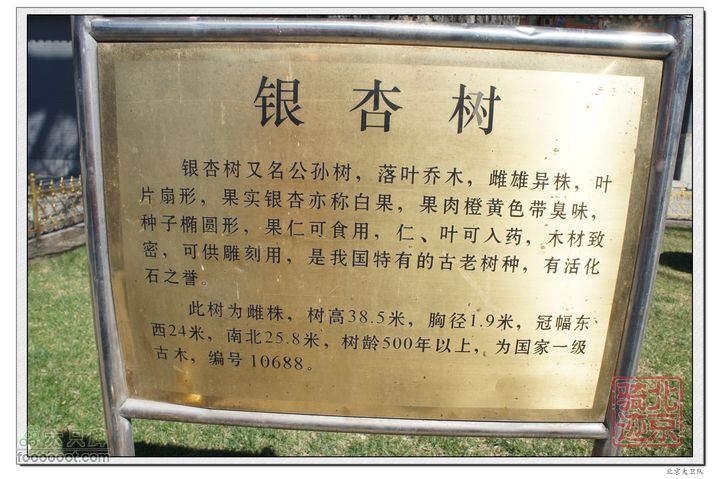 银杏树
银杏树又名公孙树，落叶乔木，雌雄异株，叶
片扇形，果实银杏亦称白果，果肉橙黄色带臭味，
种子椭圆形，果仁可食用，仁、叶可入药，木材致
密，可供雕刻用，是我国特有的古老树种，有活化
石之誉。
此树为雌株，树高38.5米，胸径1.9米，冠幅东、
西24米，南北25.8米，树龄500年以上，为国家一级
古木，编号10688。
北京
骑迹
foooooot.com
北京大卫队